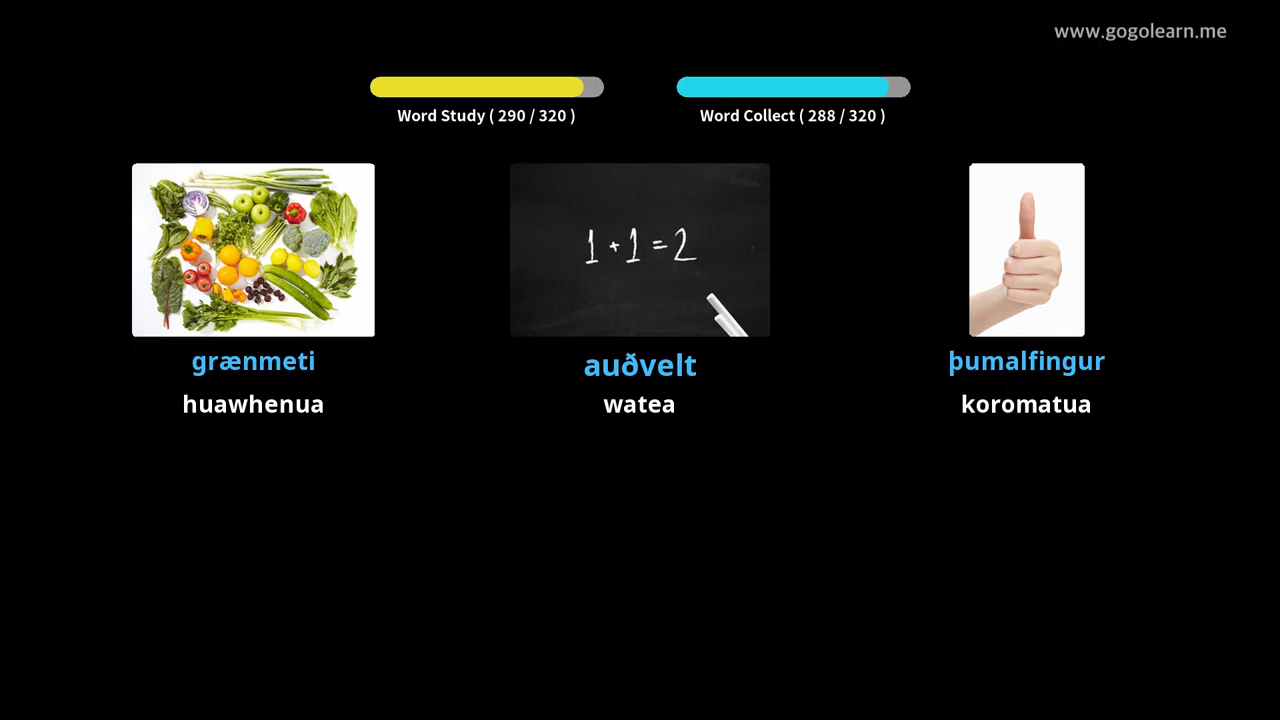 www.gogolearn.me
Word Study ( 290 / 320 )
Word Collect ( 288 / 320 )
1 + 1 = 2
grænmeti
auðvelt
þumalfingur
huawhenua
watea
koromatua